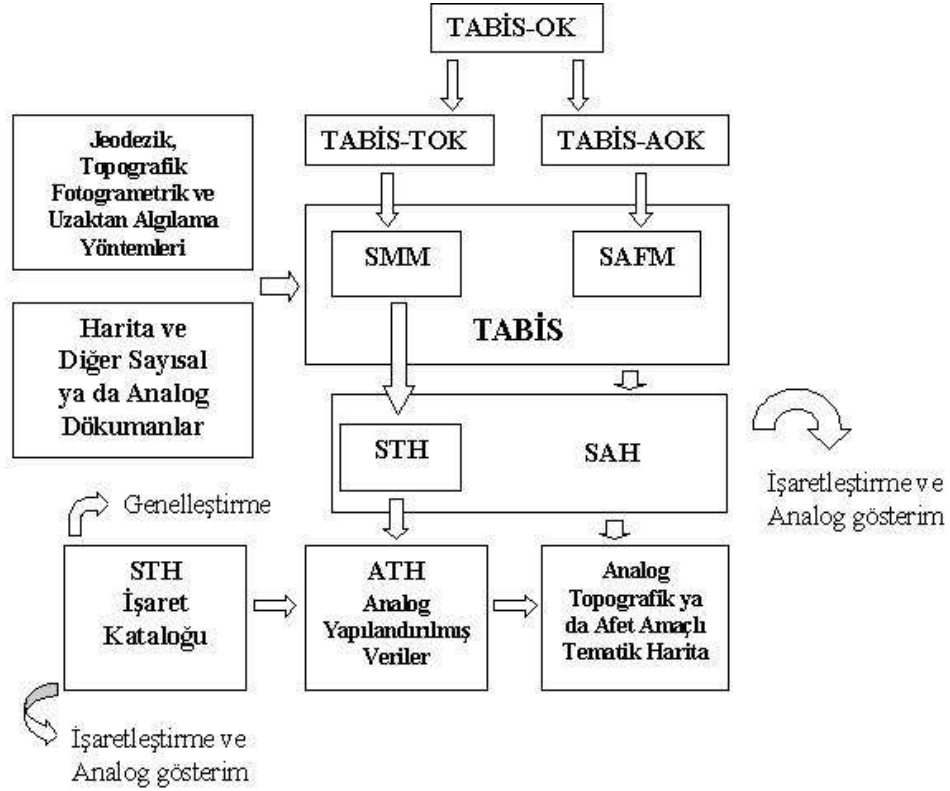 TABİS-OK
TABİS-TOK
TABİS-AOK
Jeodezik,
Topografik
Fotogrametrik ve
Uzaktan Algılama
Yöntemleri
SMM
SAFM
TABİS
Harita ve
Diğer Sayısal
ya da Analog
Dökumanlar
STH
SAH
İşaretleştirme ve
Analog gösterim
Genelleştirme
STH
İşaret
Kataloğu
ATH
Analog
Yapılandırılmış
Veriler
Analog
Topografik ya
da Afet Amaçlı
Tematik Harita
İşaretleştirme ve
Analog gösterim